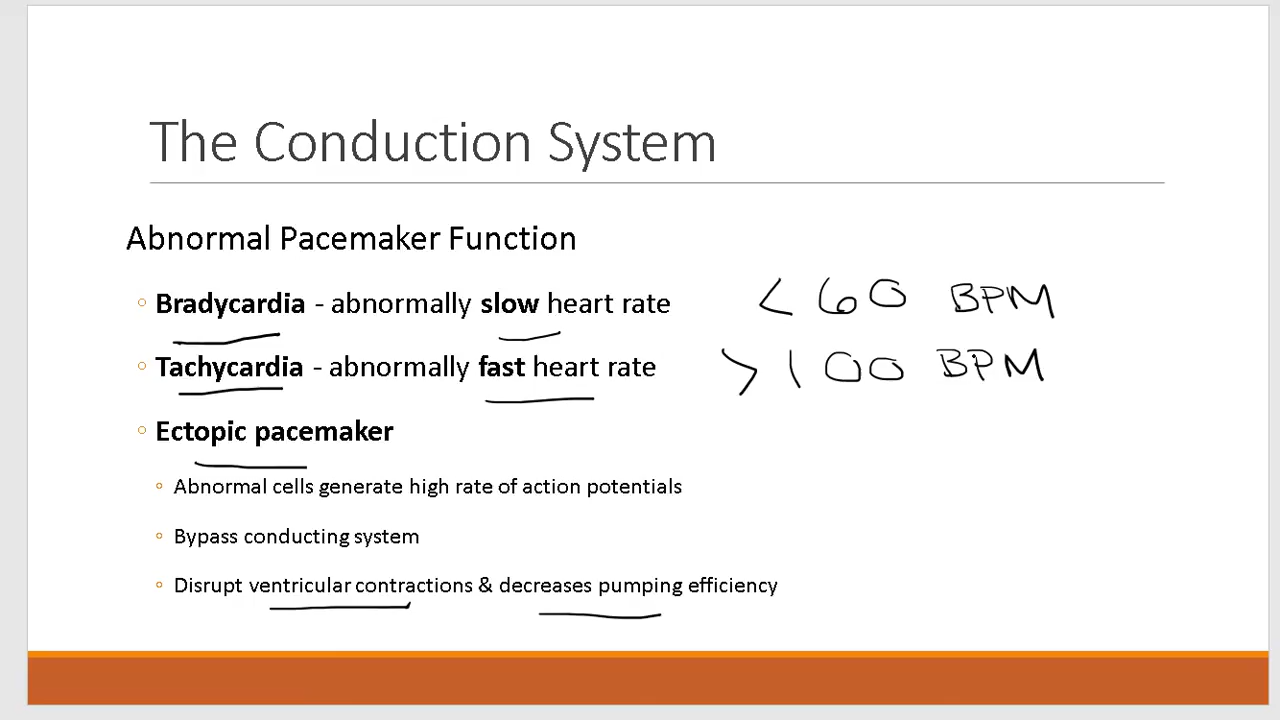 The Conduction System
Abnormal Pacemaker Function
Bradycardia - abnormally slow heart rate < 60 BPM
Tachycardia - abnormally fast heart rate > 100 BPM
Ectopic pacemaker
Abnormal cells generate high rate of action potentials
Bypass conducting system
Disrupt ventricular contractions & decreases pumping efficiency